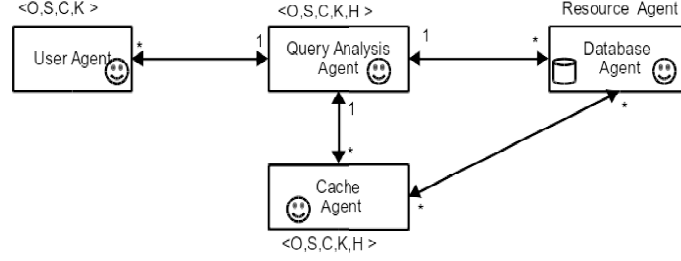 <O,S,C,K >
<O,S,C,K,H >
Resource Agent
User Agent
*
1
Query Analysis
Agent
1
*
Database
Agent
1
*
*
*
Cache
Agent
<O,S,C,K,H >